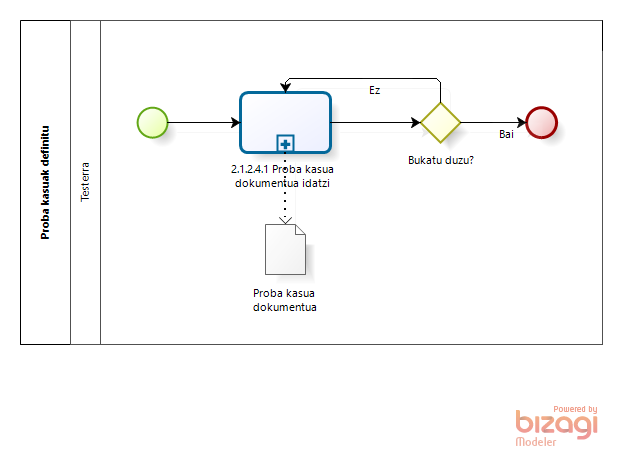 Proba kasuak definitu
Testerra
Ez
Bai
Bukatu duzu?
2.1.2.4.1 Proba kasua
dokumentua idatzi
Proba kasua
dokumentua
Powered by
bizagi
Modeler